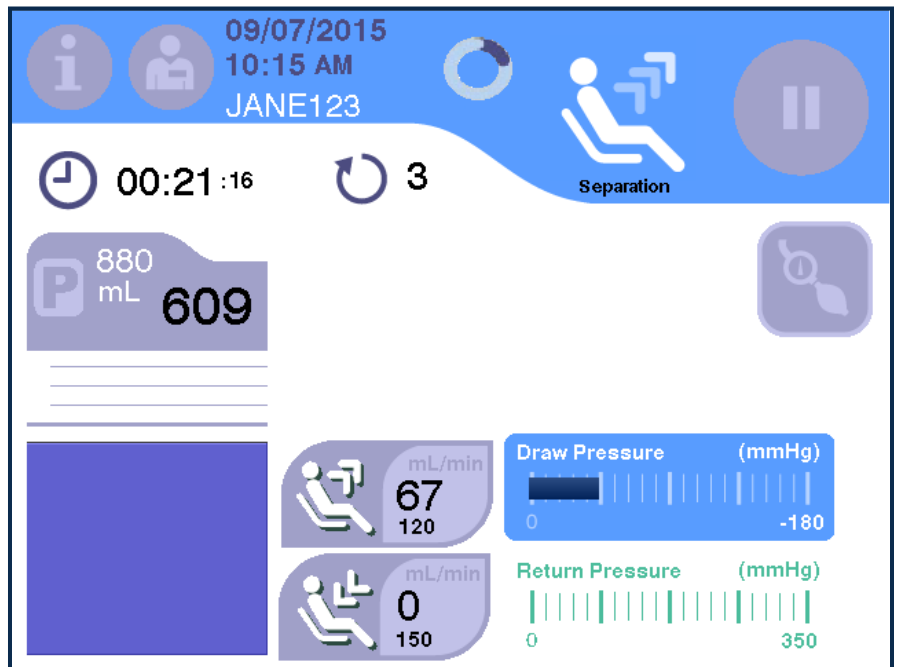 09/07/2015
10:15 AM
JANE123
i
Separation
00:21:16
3
P
880
mL
609
mL/min
67
120
Draw Pressure (mmHg)
0 -180
mL/min
0
150
Return Pressure (mmHg)
0 350